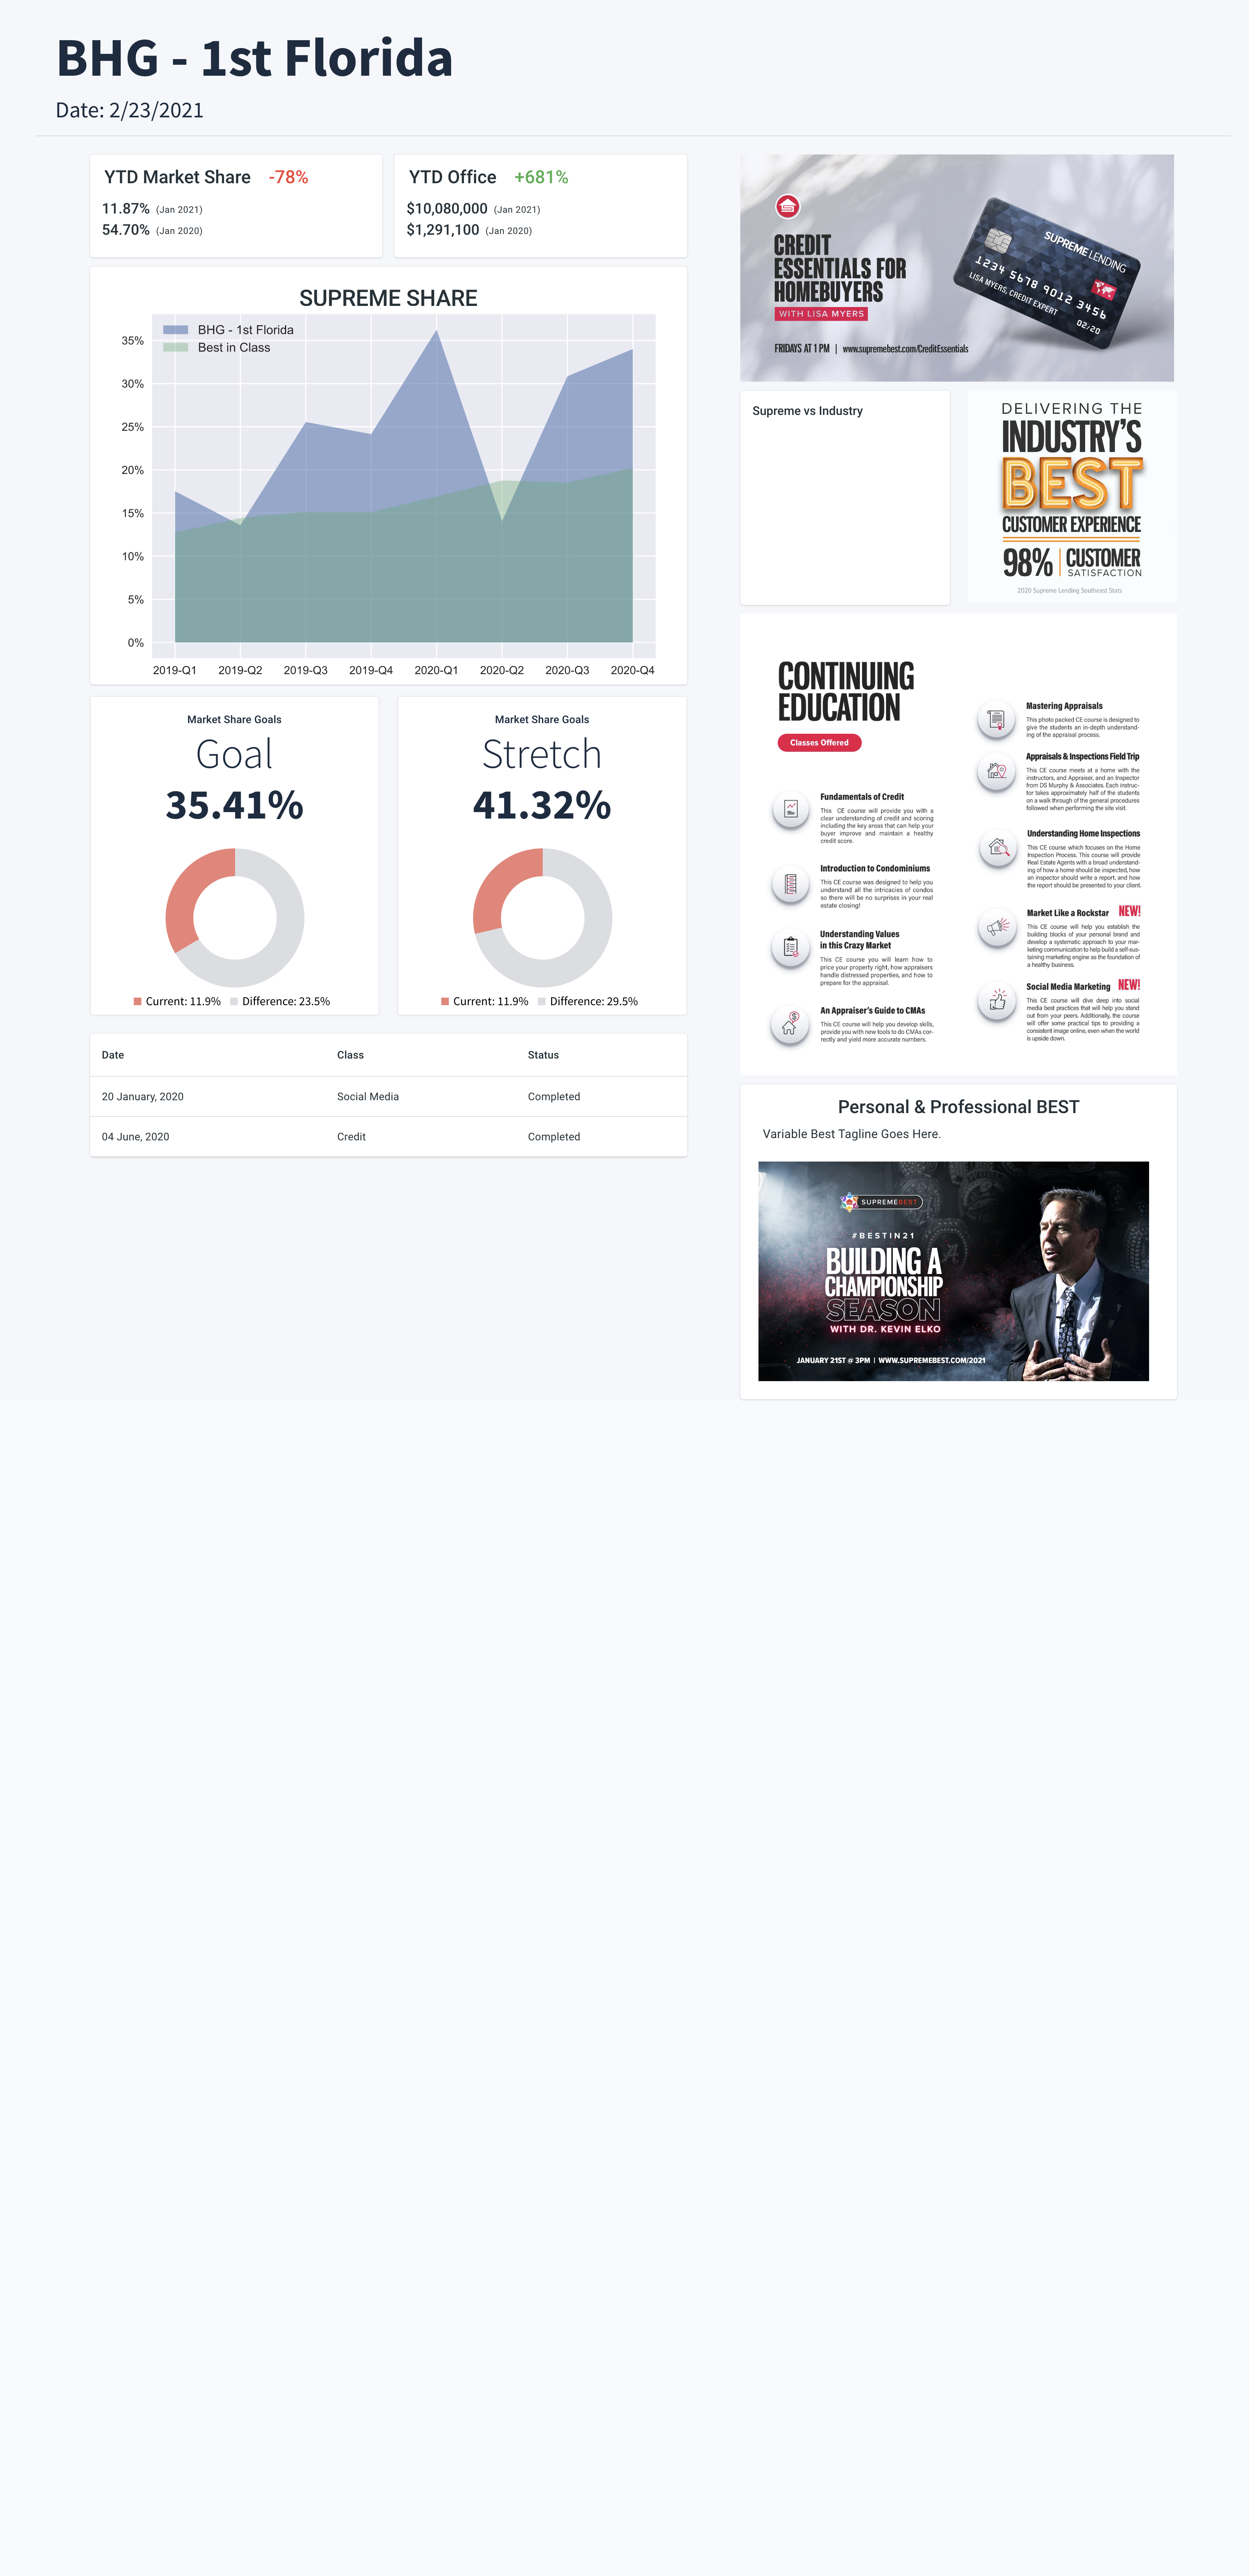 BHG - 1st Florida
Date: 2/23/2021
YTD Market Share -78%
11.87% (Jan 2021)
54.70% (Jan 2020)
YTD Office +681%
$10,080,000 (Jan 2021)
$1,291,100 (Jan 2020)
SUPREME SHARE
BHG - 1st Florida
Best in Class
35%
30%
25%
20%
15%
10%
5%
0%
2019-Q1 2019-Q2 2019-Q3 2019-Q4 2020-Q1 2020-Q2 2020-Q3 2020-Q4
Market Share Goals
Goal
35.41%
Current: 11.9% Difference: 23.5%
Market Share Goals
Stretch
41.32%
Current: 11.9% Difference: 29.5%
Date Class Status
20 January, 2020 Social Media Completed
04 June, 2020 Credit Completed
CREDIT
ESSENTIALS FOR
HOMEBUYERS
WITH LISA MYERS
FRIDAYS AT 1 PM | www.supremebest.com/CreditEssentials
SUPREME LENDING
1234 5678 9012 3456
LISA MYERS, CREDIT EXPERT
02/20
Supreme vs Industry
DELIVERING THE
INDUSTRY'S
BEST
CUSTOMER EXPERIENCE
98% | CUSTOMER
SATISFACTION
2020 Supreme Lending Southeast Stats
CONTINUING
EDUCATION
Classes Offered
Fundamentals of Credit
This CE course will provide you with a
clear understanding of credit and scoring
including the key areas that can help your
buyer improve and maintain a healthy
credit score.
Introduction to Condominiums
This CE course was designed to help you
understand all the intricacies of condos
so there will be no surprises in your real
estate closing!
Understanding Values
in this Crazy Market
This CE course you will learn how to
price your property right, how appraisers
handle distressed properties, and how to
prepare for the appraisal.
An Appraiser's Guide to CMAs
This CE course will help you develop skills,
provide you with new tools to do CMAs cor-
rectly and yield more accurate numbers.
Mastering Appraisals
This photo packed CE course is designed to
give the students an in-depth understand-
ing of the appraisal process.
Appraisals & Inspections Field Trip
This CE course meets at a home with the
instructors, and Appraiser, and an Inspector
from DS Murphy & Associates. Each instruc-
tor takes approximately half of the students
on a walk through of the general procedures
followed when performing the site visit.
Understanding Home Inspections
This CE course which focuses on the Home
Inspection Process. This course will provide
Real Estate Agents with a broad understand-
ing of how a home should be inspected, how
an inspector should write a report, and how
the report should be presented to your client.
Market Like a Rockstar NEW!
This CE course will help you establish the
building blocks of your personal brand and
develop a systematic approach to your mar-
keting communication to help build a self-sus-
taining marketing engine as the foundation of
a healthy business.
Social Media Marketing NEW!
This CE course will dive deep into social
media best practices that will help you stand
out from your peers. Additionally, the course
will offer some practical tips to providing a
consistent image online, even when the world
is upside down.
Personal & Professional BEST
Variable Best Tagline Goes Here.
SUPREMEBEST
#BESTIN21
BUILDING A
CHAMPIONSHIP
SEASON
WITH DR. KEVIN ELKO
JANUARY 21ST @ 3PM | WWW.SUPREMEBEST.COM/2021